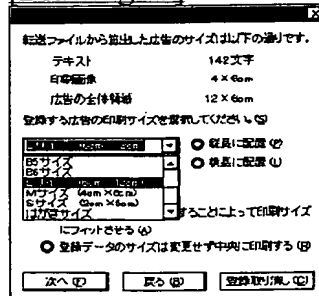 転送ファイルから算出した広告のサイズは以下の通りです。
テキスト 142文字
印刷画像 4×6cm
広告の全体領域 12×6cm
登録する広告の印刷サイズを選択してください。(S)
縦長に配置(P)
横長に配置(L)
B5サイズ
B6サイズ
Mサイズ (4cm×6cm)
Sサイズ (2cm×6cm)
はがきサイズ
することによって印刷サイズ
にフィットさせる(A)
登録データのサイズは変更せず中央に印刷する(B)
次へ(F) 戻る(B) 登録取り消し(C)